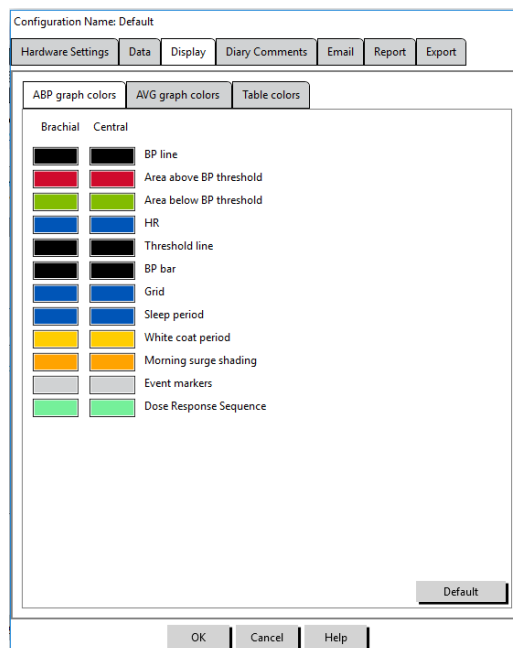 Configuration Name: Default
Hardware Settings Data Display Diary Comments Email Report Export
ABP graph colors AVG graph colors Table colors
Brachial Central
BP line
Area above BP threshold
Area below BP threshold
HR
Threshold line
BP bar
Grid
Sleep period
White coat period
Morning surge shading
Event markers
Dose Response Sequence
Default
OK Cancel Help